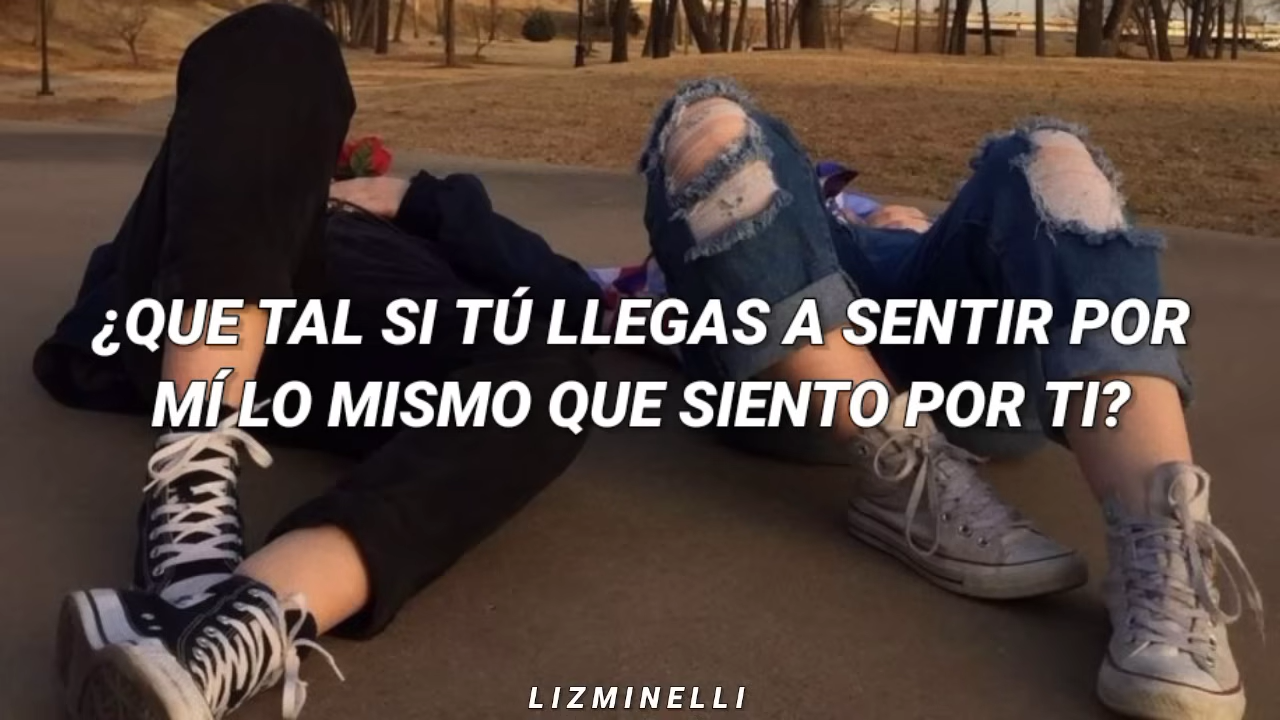 ¿QUE TAL SI TÚ LLEGAS A SENTIR POR
MÍ LO MISMO QUE SIENTO POR TI?
LIZMINELLI